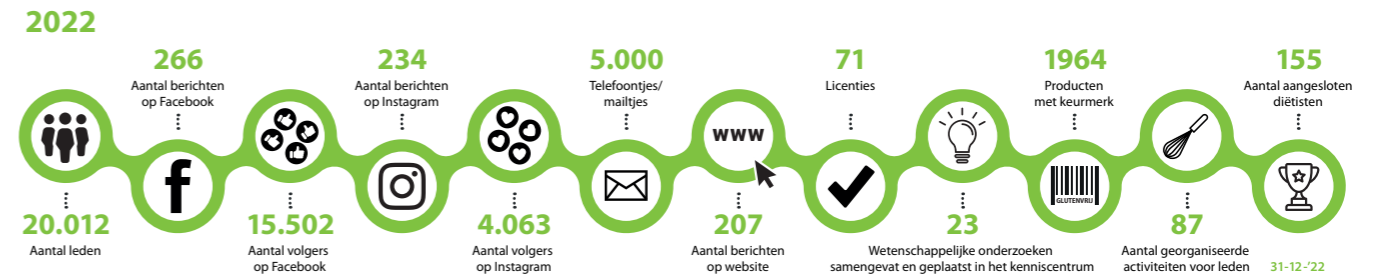 2022
20.012
Aantal leden
266
Aantal berichten
op Facebook
15.502
Aantal volgers
op Facebook
234
Aantal berichten
op Instagram
4.063
Aantal volgers
op Instagram
5.000
Telefoontjes/
mailtjes
www
207
Aantal berichten
op website
71
Licenties
23
Wetenschappelijke onderzoeken
samengevat en geplaatst in het kenniscentrum
1964
Producten
met keurmerk
GLUTENVRIJ
87
Aantal georganiseerde
activiteiten voor leden
155
Aantal aangesloten
diëtisten
31-12-'22